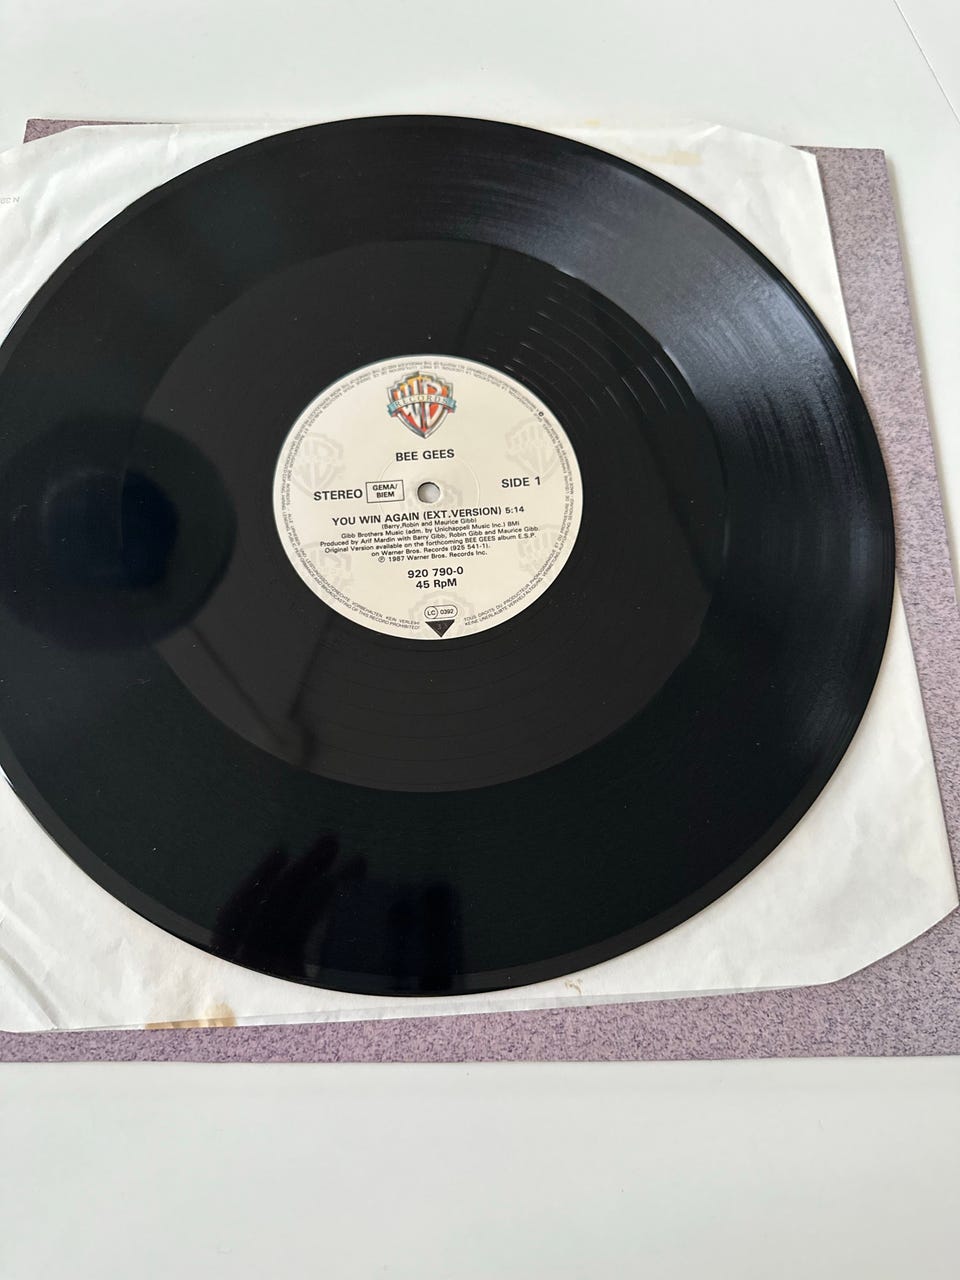 RECORDS
BEE GEES
STEREO GEMA/BIEM SIDE 1
YOU WIN AGAIN (EXT.VERSION) 5:14
(Barry,Robin and Maurice Gibb)
Gibb Brothers Music (adm. by Unichappell Music Inc.) BMI
Produced by Arif Mardin with Barry Gibb, Robin Gibb and Maurice Gibb.
Original Version available on the forthcoming BEE GEES album E.S.P.
on Warner Bros. Records (925 541-1).
℗ 1987 Warner Bros. Records Inc.
920 790-0
45 RpM
LC 0392